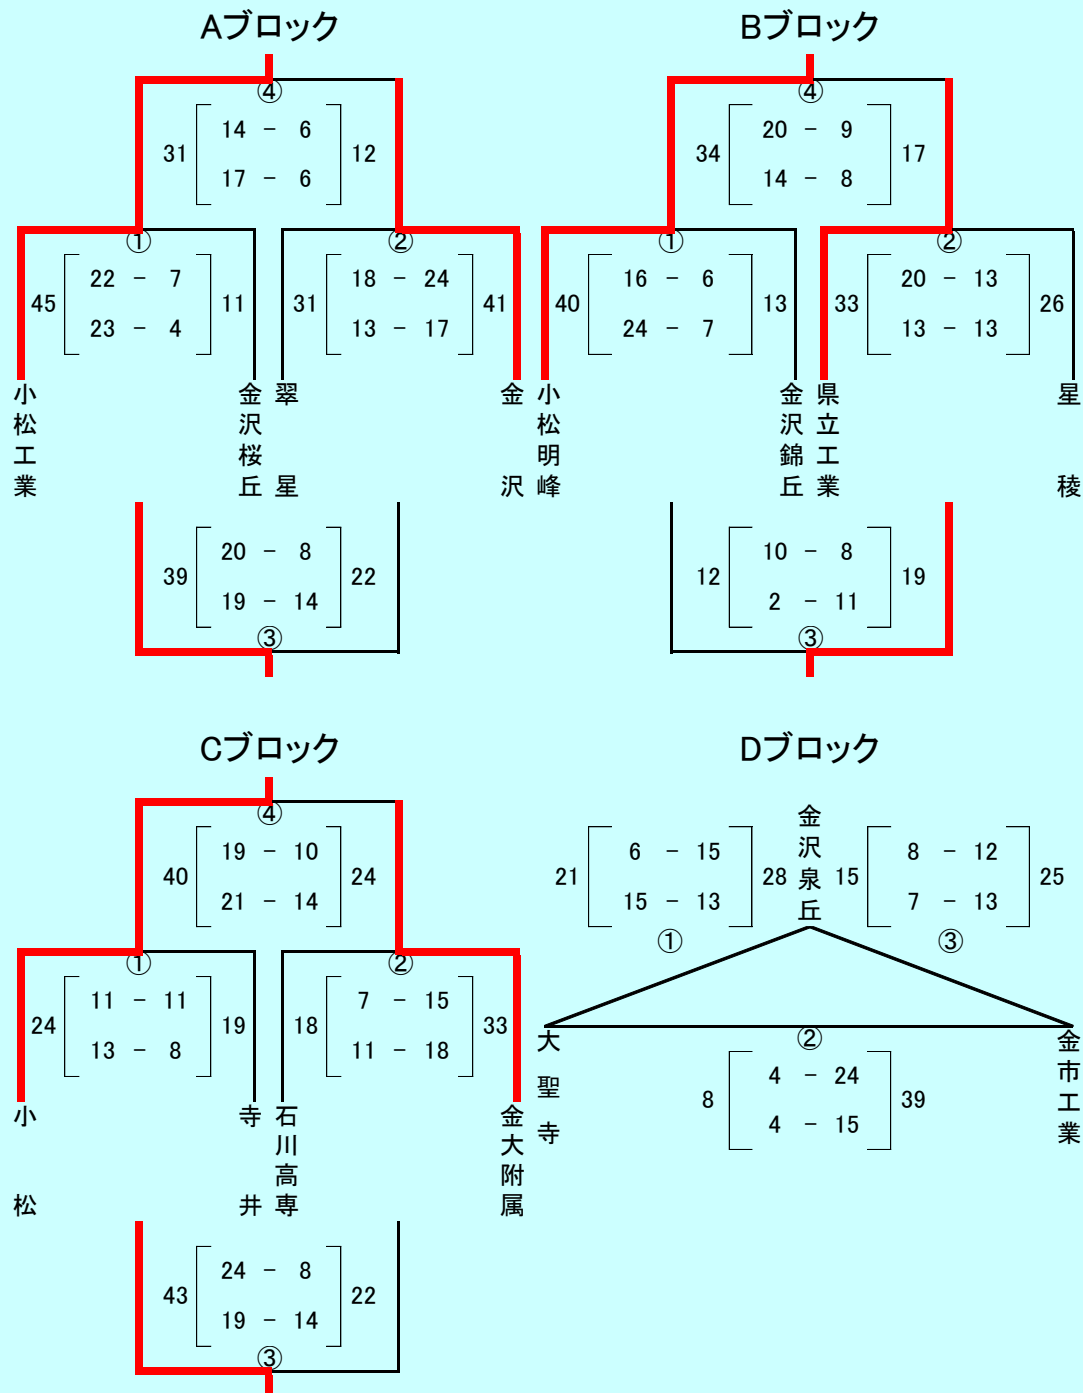 Aブロック
④
31
14 － 6
17 － 6
12
①
45
22 － 7
23 － 4
11
②
31
18 － 24
13 － 17
41
小松工業
金沢桜丘
翠星
金沢
39
20 － 8
19 － 14
22
③
Bブロック
④
34
20 － 9
14 － 8
17
①
40
16 － 6
24 － 7
13
②
33
20 － 13
13 － 13
26
小松明峰
金沢錦丘
県立工業
星稜
12
10 － 8
2 － 11
19
③
Cブロック
④
40
19 － 10
21 － 14
24
①
24
11 － 11
13 － 8
19
②
18
7 － 15
11 － 18
33
小松
寺井
石川高専
金大附属
43
24 － 8
19 － 14
22
③
Dブロック
金沢泉丘
21
6 － 15
15 － 13
28
①
15
8 － 12
7 － 13
25
③
大聖寺
金市工業
②
8
4 － 24
4 － 15
39